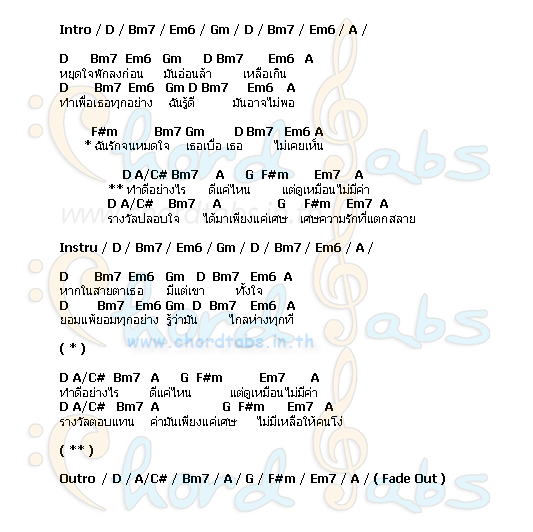 Intro / D / Bm7 / Em6 / Gm / D / Bm7 / Em6 / A /
D Bm7 Em6 Gm D Bm7 Em6 A
หยุดใจพักลงก่อน มันอ่อนล้า เหลือเกิน
D Bm7 Em6 Gm D Bm7 Em6 A
ทำเพื่อเธอทุกอย่าง ฉันรู้ดี มันอาจไม่พอ
F#m Bm7 Gm D Bm7 Em6 A
* ฉันรักจนหมดใจ เธอเบื่อ เธอ ไม่เคยเห็น
D A/C# Bm7 A G F#m Em7 A
** ทำดีอย่างไร ดีแค่ไหน แต่ดูเหมือนไม่มีค่า
D A/C# Bm7 A G F#m Em7 A
รางวัลปลอบใจ ได้มาเพียงแค่เศษ เศษความรักที่แตกสลาย
Instru / D / Bm7 / Em6 / Gm / D / Bm7 / Em6 / A /
D Bm7 Em6 Gm D Bm7 Em6 A
หากในสายตาเธอ มีแต่เขา ทั้งใจ
D Bm7 Em6 Gm D Bm7 Em6 A
ยอมแพ้ยอมทุกอย่าง รู้ว่ามัน ไกลห่างทุกที
www.chordtabs.in.th
( * )
D A/C# Bm7 A G F#m Em7 A
ทำดีอย่างไร ดีแค่ไหน แต่ดูเหมือนไม่มีค่า
D A/C# Bm7 A G F#m Em7 A
รางวัลตอบแทน ค่ามันเพียงแค่เศษ ไม่มีเหลือให้คนโง่
( ** )
Outro / D / A/C# / Bm7 / A / G / F#m / Em7 / A / ( Fade Out )